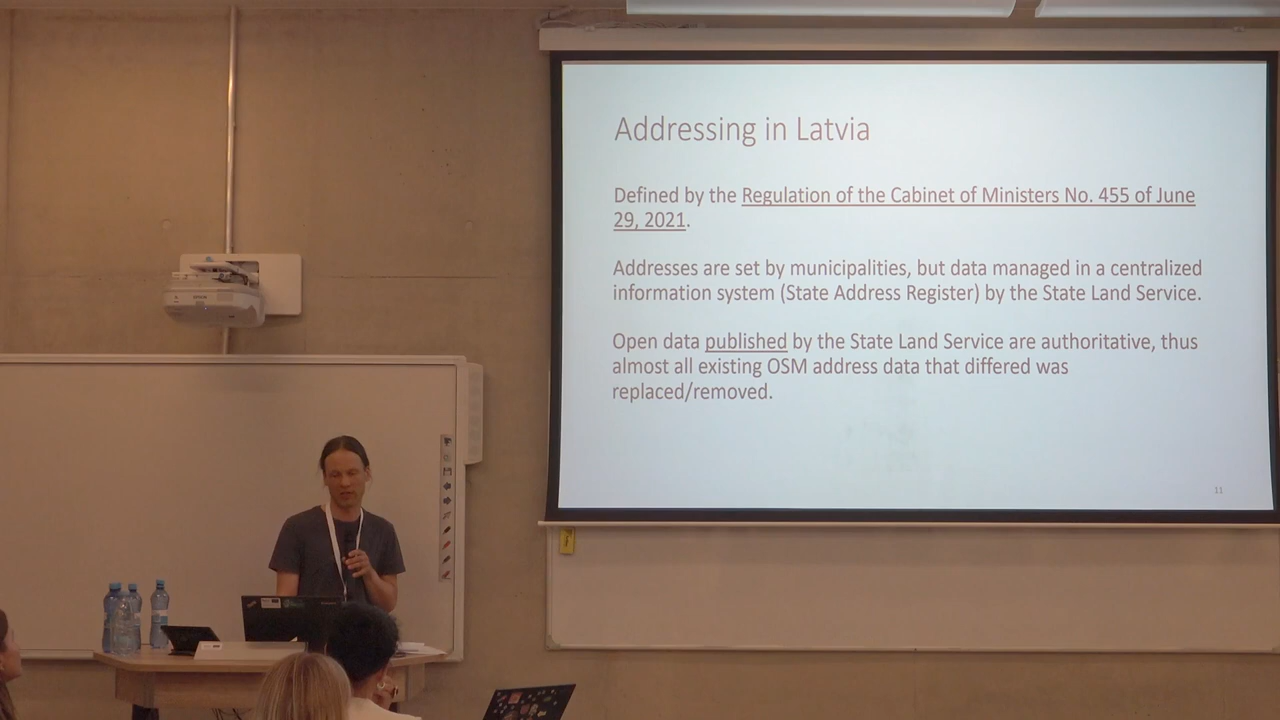 Addressing in Latvia
Defined by the Regulation of the Cabinet of Ministers No. 455 of June
29, 2021.
Addresses are set by municipalities, but data managed in a centralized
information system (State Address Register) by the State Land Service.
Open data published by the State Land Service are authoritative, thus
almost all existing OSM address data that differed was
replaced/removed.
11